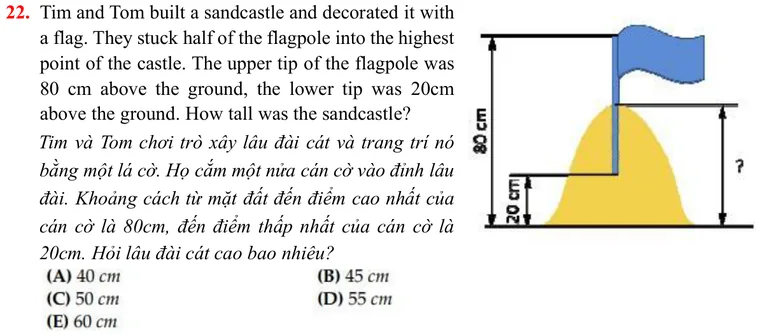 22. Tim and Tom built a sandcastle and decorated it with
a flag. They stuck half of the flagpole into the highest
point of the castle. The upper tip of the flagpole was
80 cm above the ground, the lower tip was 20cm
above the ground. How tall was the sandcastle?
Tim và Tom chơi trò xây lâu đài cát và trang trí nó
bằng một lá cờ. Họ cắm một nửa cán cờ vào đỉnh lâu
đài. Khoảng cách từ mặt đất đến điểm cao nhất của
cán cờ là 80cm, đến điểm thấp nhất của cán cờ là
20cm. Hỏi lâu đài cát cao bao nhiêu?
(A) 40 cm
(B) 45 cm
(C) 50 cm
(D) 55 cm
(E) 60 cm
80 cm
20 cm
?